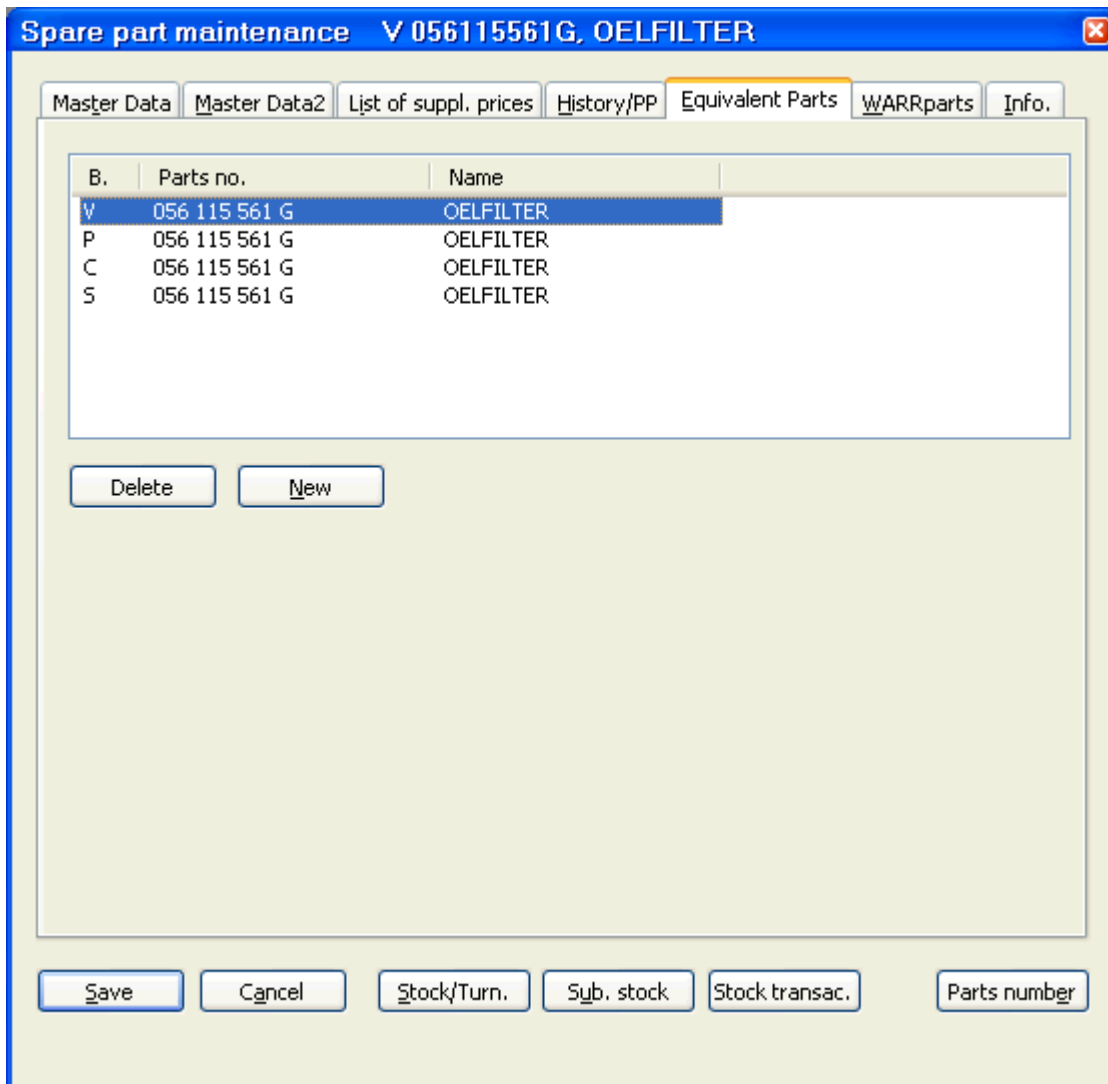 Spare part maintenance V 056115561G, OELFILTER
Master Data Master Data2 List of suppl. prices History/PP Equivalent Parts WARRparts Info.
B. Parts no. Name
V 056 115 561 G OELFILTER
P 056 115 561 G OELFILTER
C 056 115 561 G OELFILTER
S 056 115 561 G OELFILTER
Delete New
Save Cancel Stock/Turn. Sub. stock Stock transac. Parts number